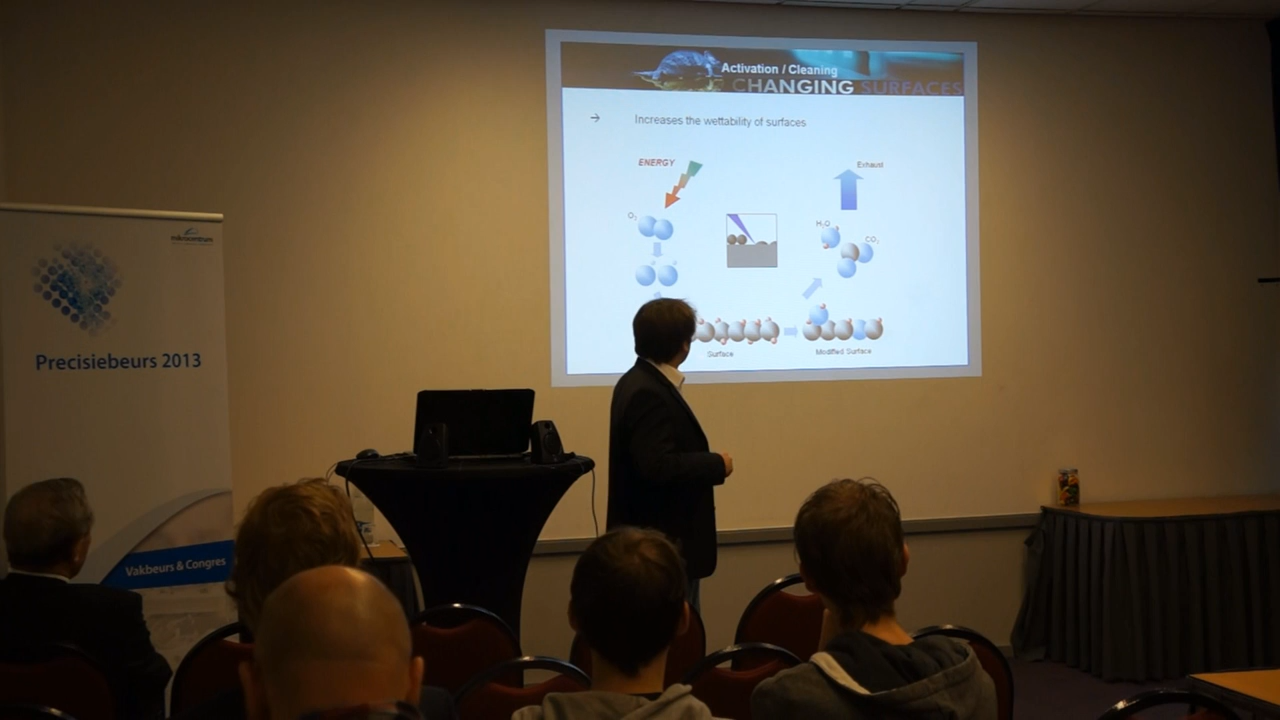 Activation / Cleaning
CHANGING SURFACES
→ Increases the wettability of surfaces
ENERGY
Exhaust
O2
H2O
CO2
Surface
Modified Surface
mikrocentrum
Precisiebeurs 2013
Vakbeurs & Congres